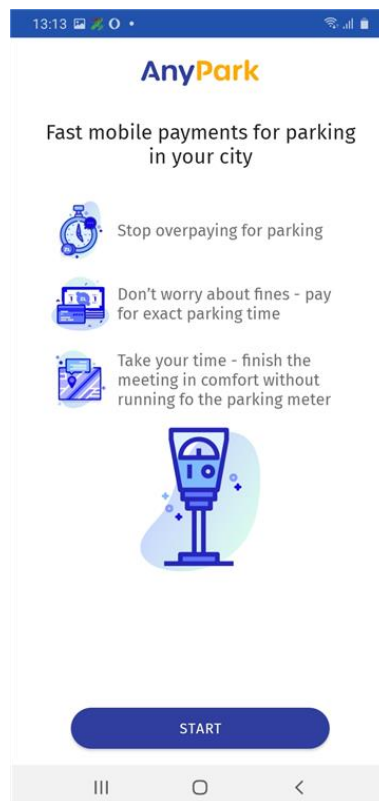 13:13
AnyPark
Fast mobile payments for parking
in your city
Stop overpaying for parking
Don't worry about fines - pay
for exact parking time
Take your time - finish the
meeting in comfort without
running fo the parking meter
START